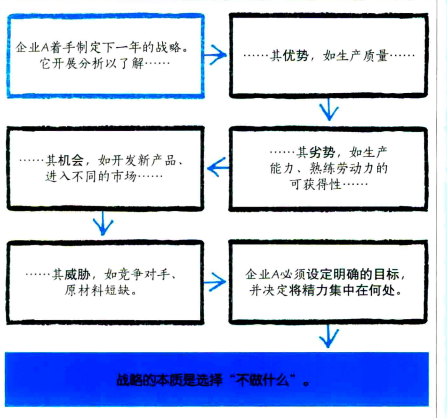 企业A着手制定下一年的战略。
它开展分析以了解……
……其优势，如生产质量……
……其劣势，如生产
能力、熟练劳动力的
可获得性……
……其机会，如开发新产品、
进入不同的市场……
……其威胁，如竞争对手、
原材料短缺。
企业A必须设定明确的目标，
并决定将精力集中在何处。
战略的本质是选择“不做什么”。